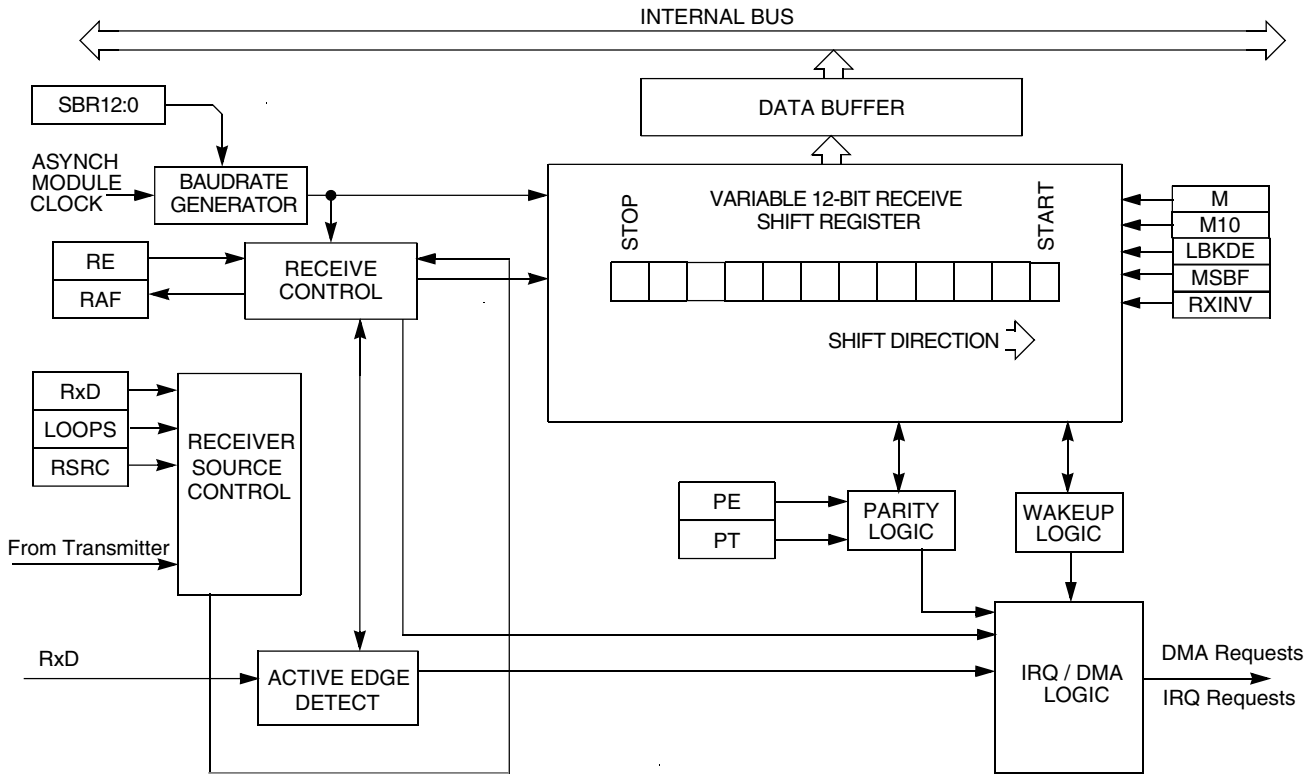 INTERNAL BUS
SBR12:0
DATA BUFFER
ASYNCH
MODULE
CLOCK
BAUDRATE
GENERATOR
VARIABLE 12-BIT RECEIVE
SHIFT REGISTER
STOP
START
M
M10
LBKDE
MSBF
RXINV
RE
RAF
RECEIVE
CONTROL
SHIFT DIRECTION
RxD
LOOPS
RSRC
RECEIVER
SOURCE
CONTROL
PE
PT
PARITY
LOGIC
WAKEUP
LOGIC
From Transmitter
RxD
ACTIVE EDGE
DETECT
IRQ / DMA
LOGIC
DMA Requests
IRQ Requests